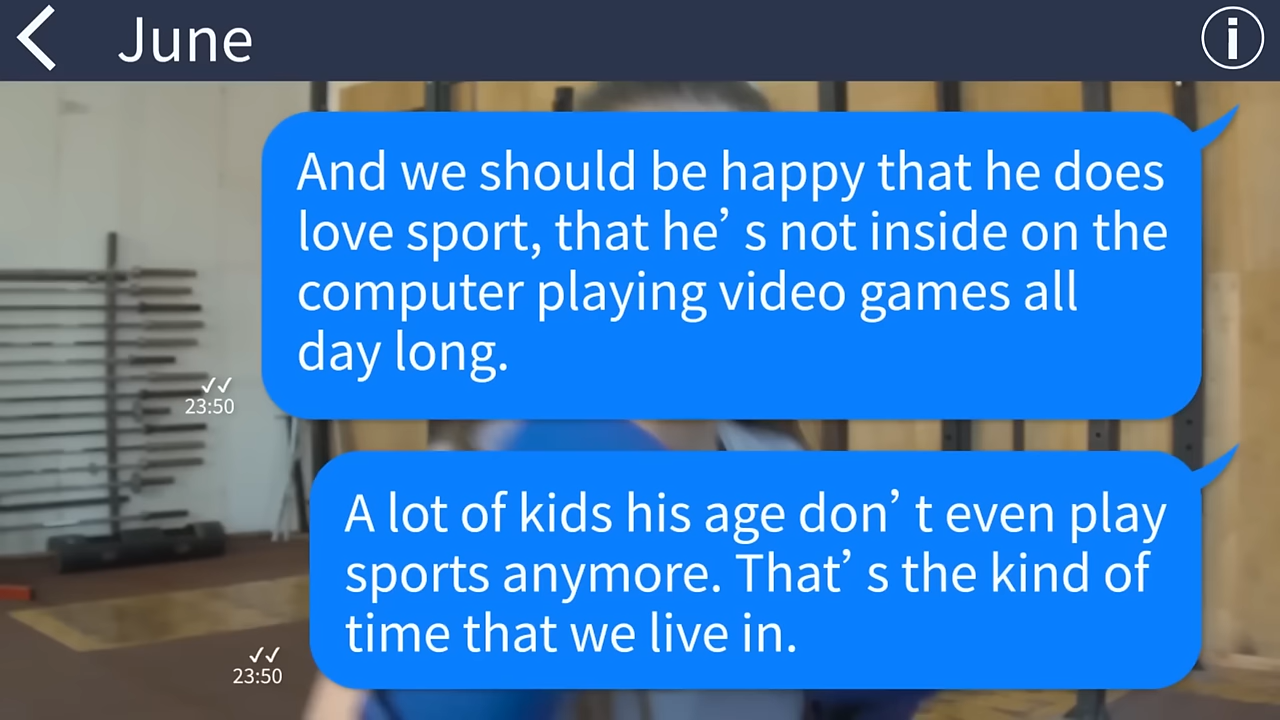 June
And we should be happy that he does
love sport, that he’ s not inside on the
computer playing video games all
day long.
23:50
A lot of kids his age don’ t even play
sports anymore. That’ s the kind of
time that we live in.
23:50